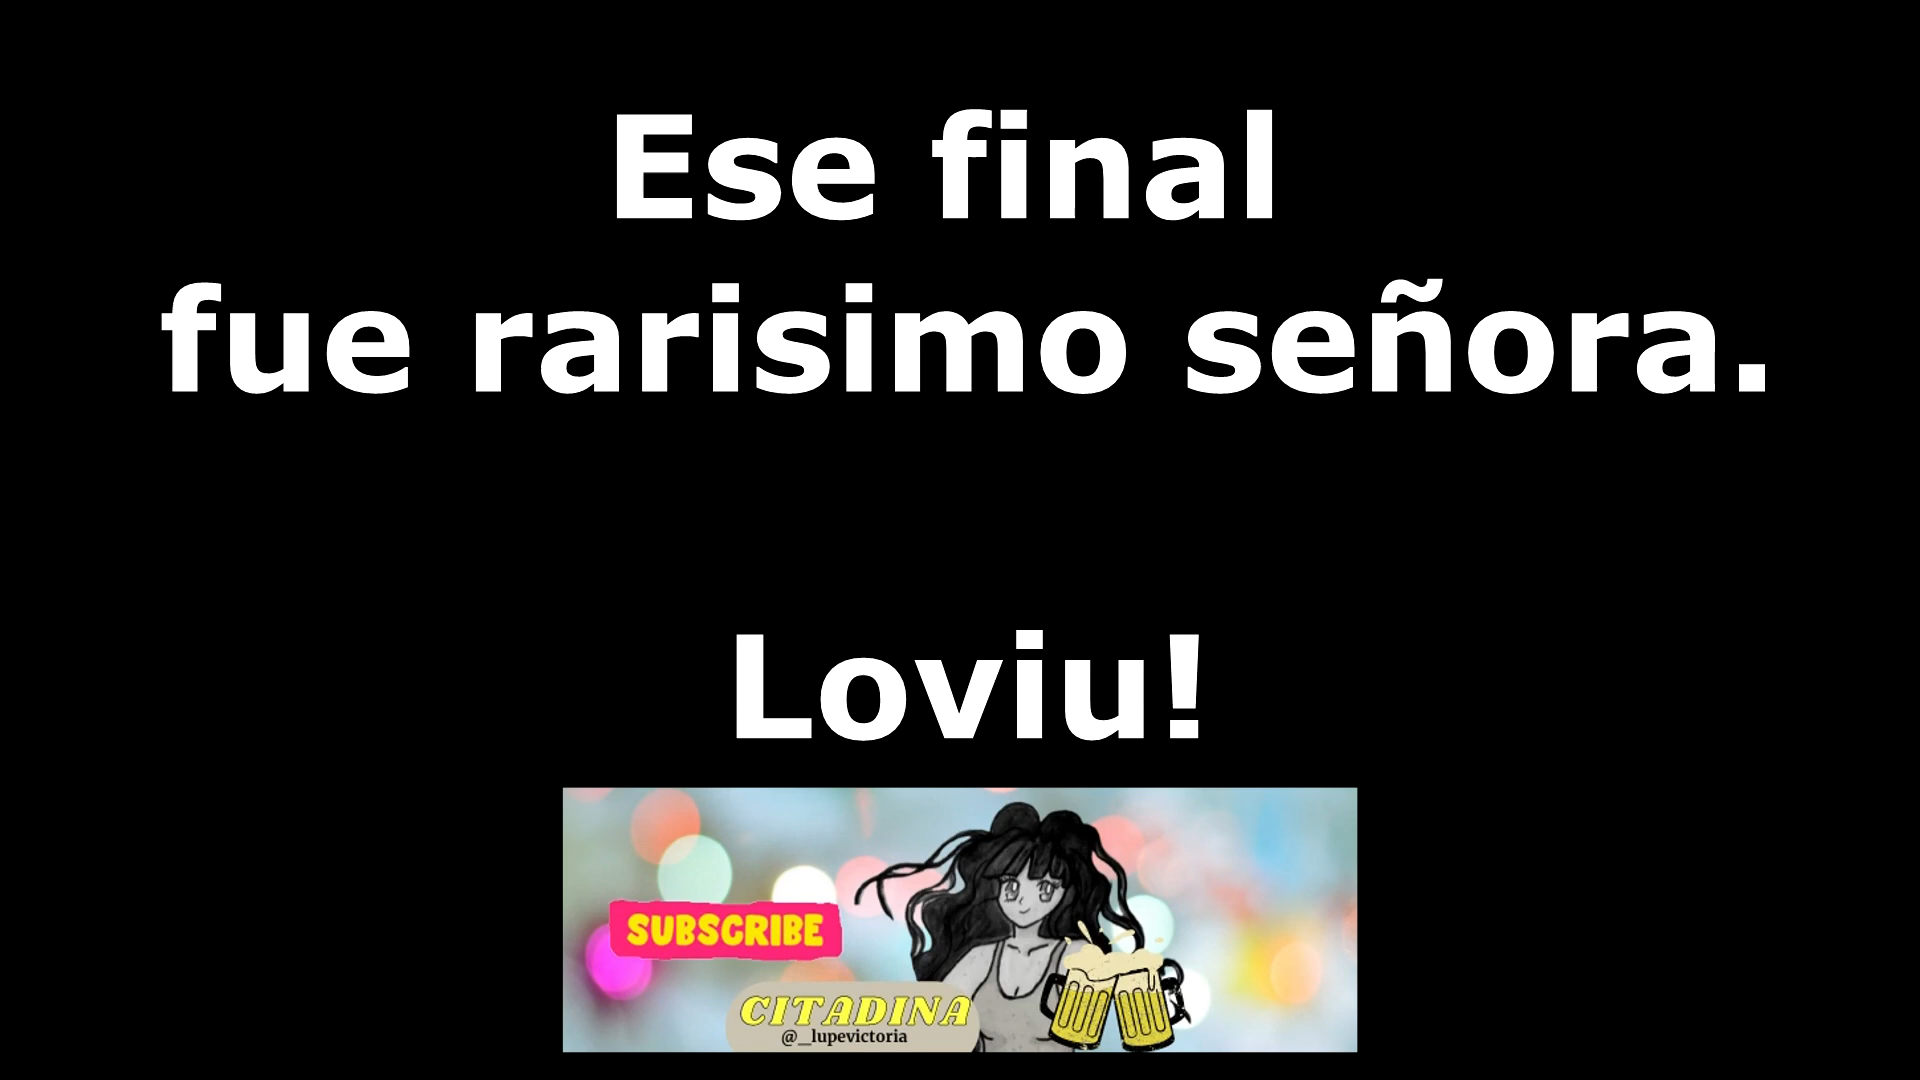 Ese final
fue rarisimo señora.
Loviu!
SUBSCRIBE
CITADINA
@_lupevictoria